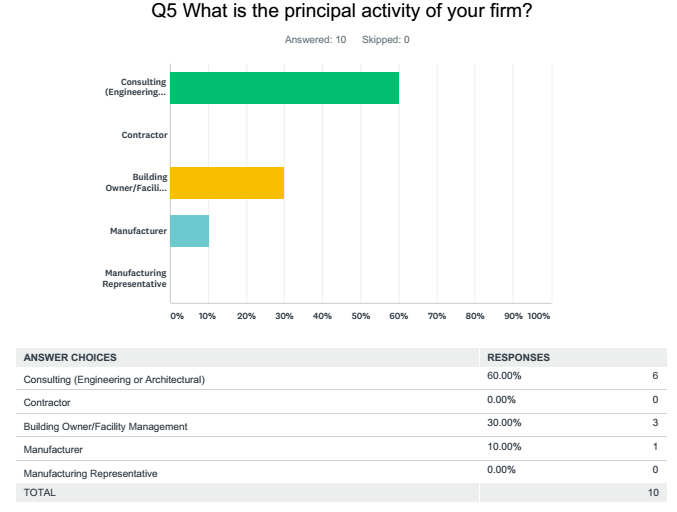 Q5 What is the principal activity of your firm?
Answered: 10 Skipped: 0
Consulting
(Engineering...
Contractor
Building
Owner/Facili...
Manufacturer
Manufacturing
Representative
0% 10% 20% 30% 40% 50% 60% 70% 80% 90% 100%
ANSWER CHOICES RESPONSES
Consulting (Engineering or Architectural) 60.00% 6
Contractor 0.00% 0
Building Owner/Facility Management 30.00% 3
Manufacturer 10.00% 1
Manufacturing Representative 0.00% 0
TOTAL 10